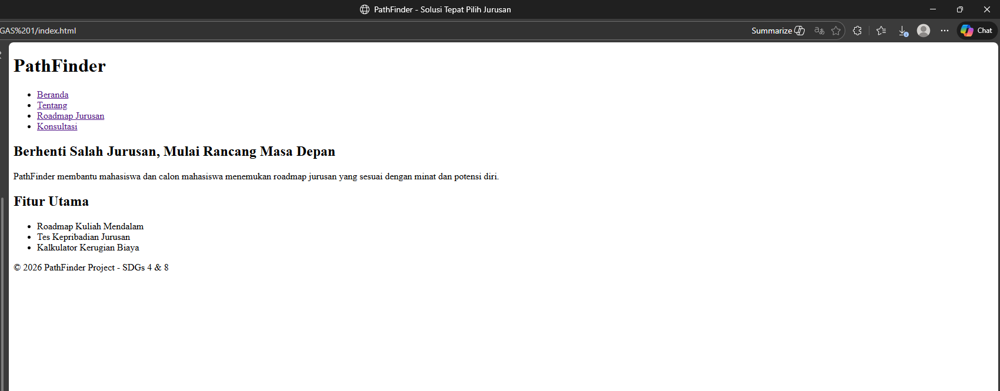 PathFinder - Solusi Tepat Pilih Jurusan
GAS%201/index.html
Summarize
Chat
PathFinder
Beranda
Tentang
Roadmap Jurusan
Konsultasi
Berhenti Salah Jurusan, Mulai Rancang Masa Depan
PathFinder membantu mahasiswa dan calon mahasiswa menemukan roadmap jurusan yang sesuai dengan minat dan potensi diri.
Fitur Utama
Roadmap Kuliah Mendalam
Tes Kepribadian Jurusan
Kalkulator Kerugian Biaya
© 2026 PathFinder Project - SDGs 4 & 8